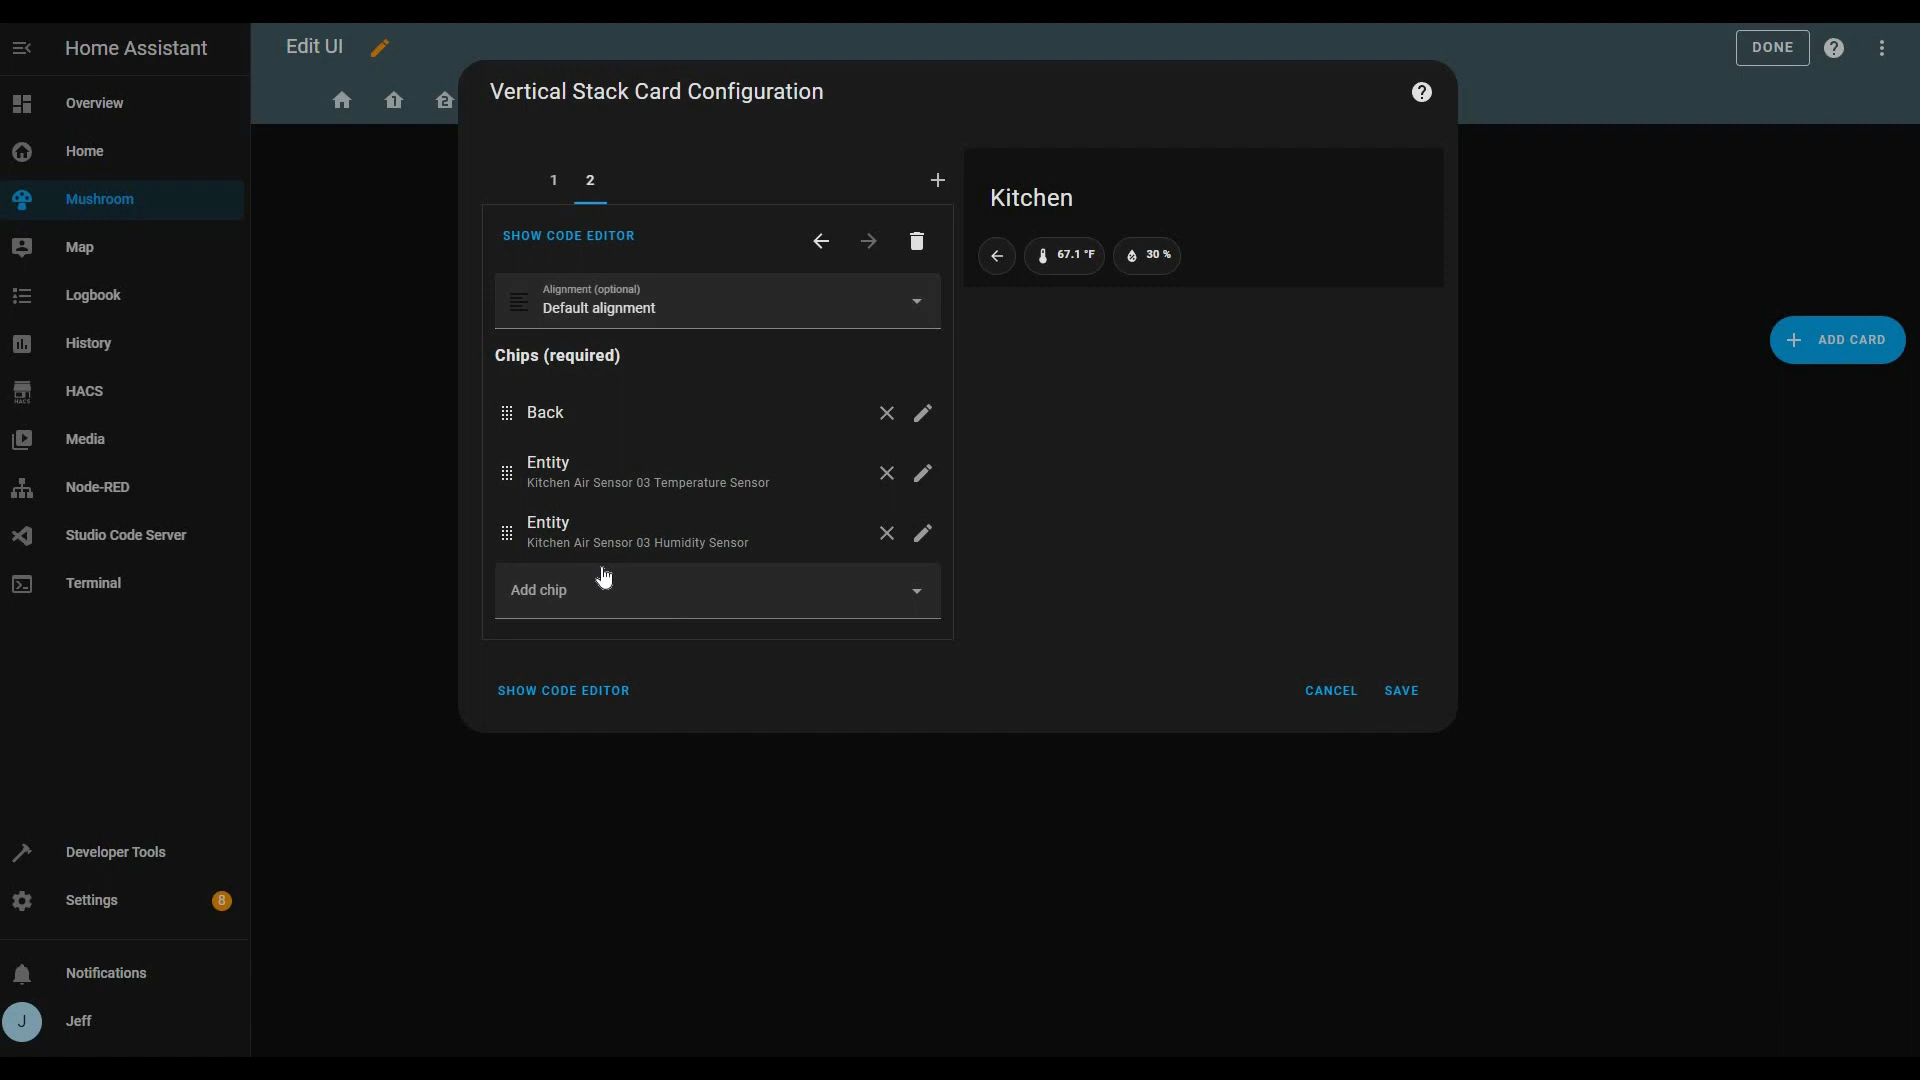 Home Assistant
Edit UI
DONE
Vertical Stack Card Configuration
Overview
Home
Mushroom
Map
Logbook
History
HACS
HACS
Media
Node-RED
Studio Code Server
Terminal
Developer Tools
Settings
8
Notifications
J
Jeff
1
2
1 2
SHOW CODE EDITOR
Alignment (optional)
Default alignment
Chips (required)
Back
Entity
Kitchen Air Sensor 03 Temperature Sensor
Entity
Kitchen Air Sensor 03 Humidity Sensor
Add chip
Kitchen
67.1 °F
30 %
ADD CARD
SHOW CODE EDITOR
CANCEL
SAVE